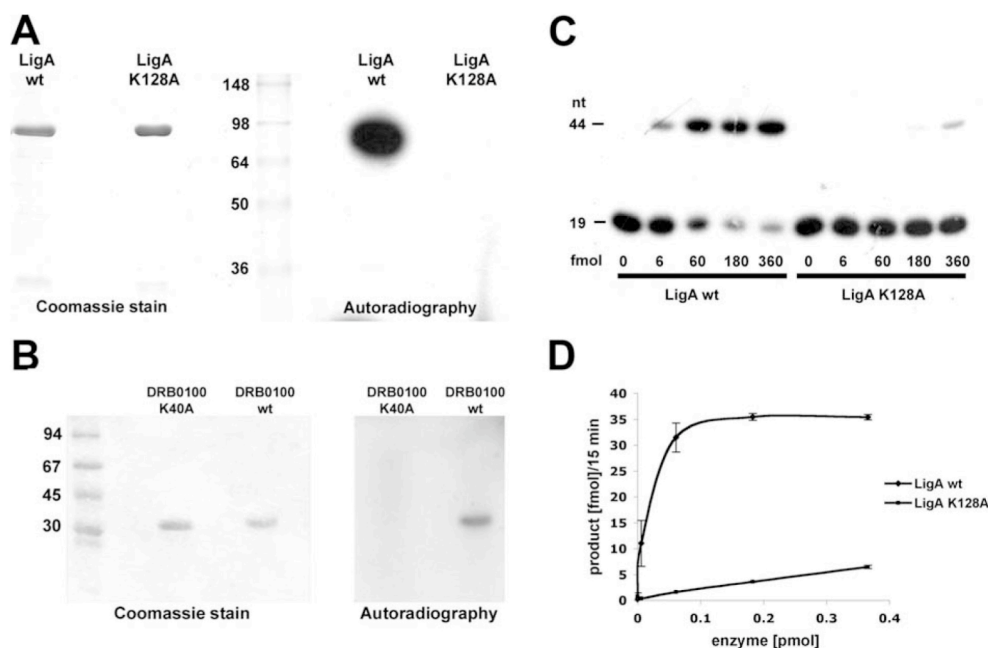 A
LigA
wt
LigA
K128A
LigA
wt
LigA
K128A
148
98
64
50
36
Coomassie stain
Autoradiography
B
DRB0100
K40A
DRB0100
wt
DRB0100
K40A
DRB0100
wt
94
67
45
30
Coomassie stain
Autoradiography
C
nt
44
19
fmol 0 6 60 180 360 0 6 60 180 360
LigA wt LigA K128A
D
product [fmol]/15 min
40
35
30
25
20
15
10
5
0
0 0.1 0.2 0.3 0.4
enzyme [pmol]
LigA wt
LigA K128A